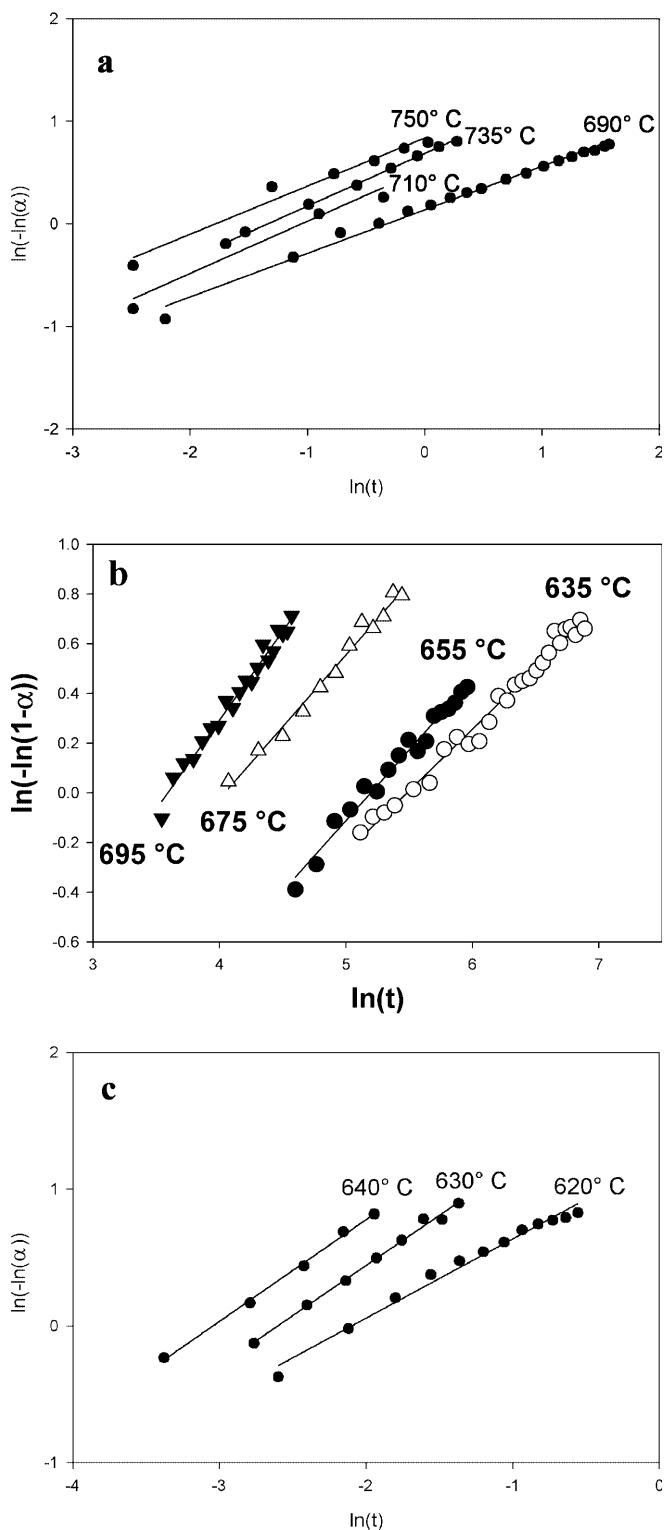 a
2
1
0
-1
-2
ln(-ln(α))
750° C
735° C
690° C
710° C
-3
-2
-1
0
1
2
ln(t)
b
1.0
0.8
0.6
0.4
0.2
0.0
-0.2
-0.4
-0.6
ln(-ln(1-α))
635 °C
655 °C
675 °C
695 °C
3
4
5
6
7
ln(t)
c
2
1
0
-1
ln(-ln(α))
640° C
630° C
620° C
-4
-3
-2
-1
0
ln(t)